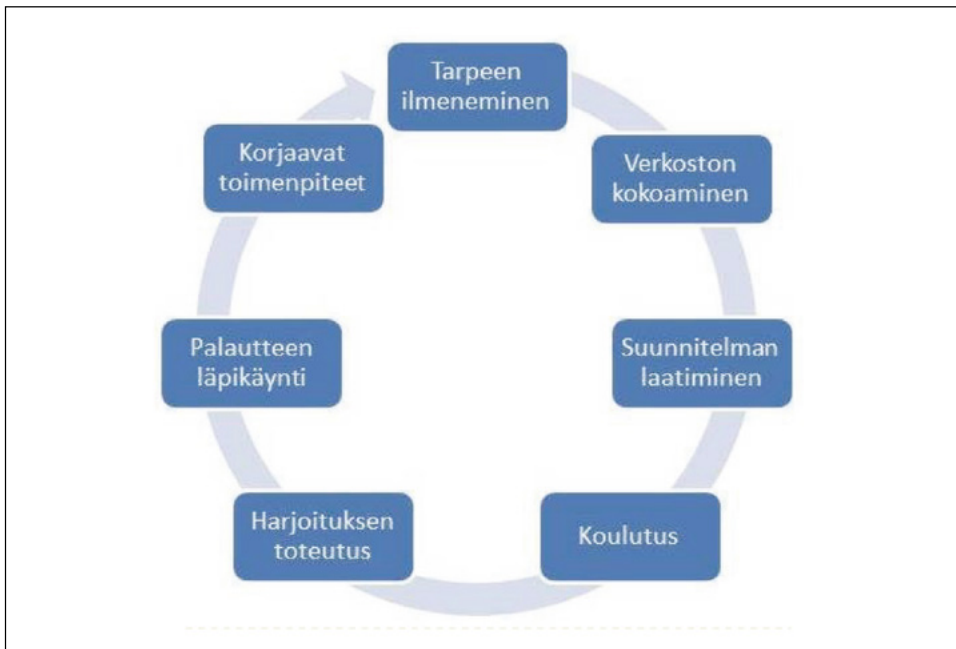 Tarpeen
ilmeneminen
Verkoston
kokoaminen
Suunnitelman
laatiminen
Koulutus
Harjoituksen
toteutus
Palautteen
läpikäynti
Korjaavat
toimenpiteet